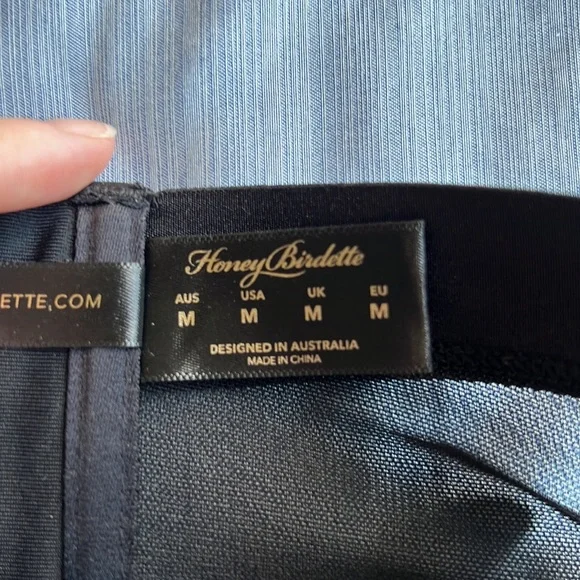 Honey Birdette
AUS USA UK EU
M M M M
DESIGNED IN AUSTRALIA
MADE IN CHINA
ETTE.COM